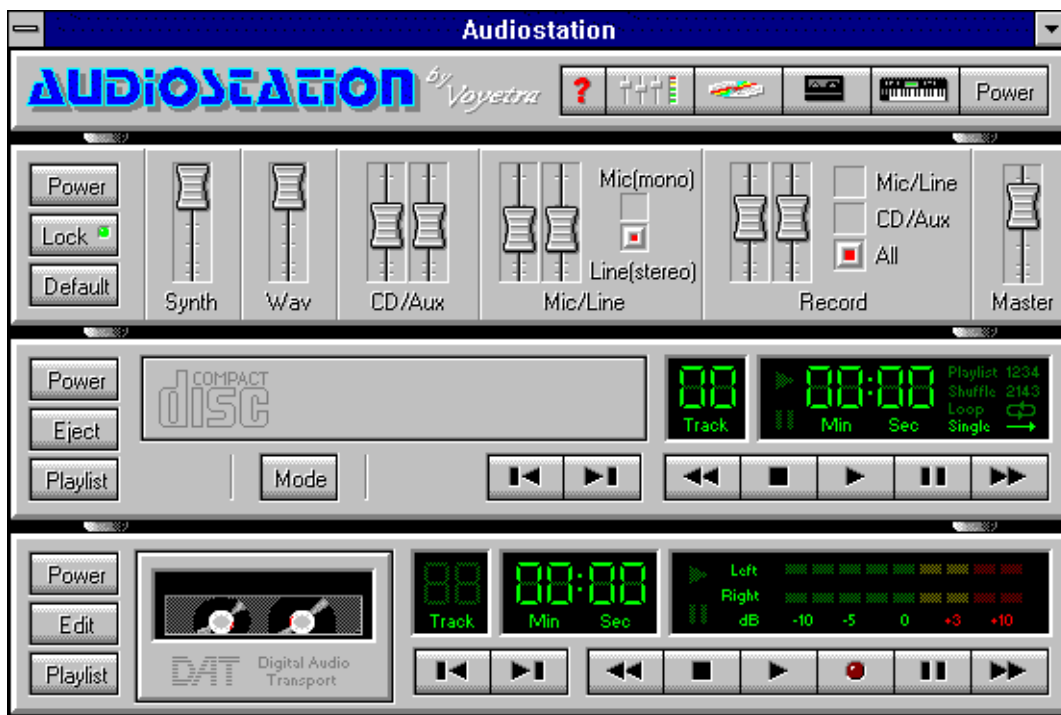 Audiostation
AUDiOSTATiON by Voyetra ? Power
Power
Lock
Default
Synth
Wav
CD/Aux
Mic(mono)
Line(stereo)
Mic/Line
Mic/Line
CD/Aux
All
Record
Master
Power
Eject
Playlist
COMPACT
disc
Mode
00
Track
00:00
Min Sec
Playlist 1234
Shuffle 2143
Loop
Single
Power
Edit
Playlist
DAT Digital Audio
Transport
Track
00:00
Min Sec
Left
Right
dB -10 -5 0 +3 +10